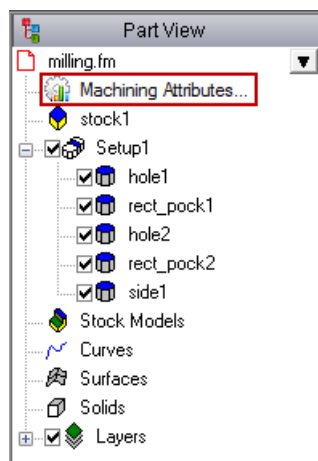 Part View
milling.fm
Machining Attributes...
stock1
Setup1
hole1
rect_pock1
hole2
rect_pock2
side1
Stock Models
Curves
Surfaces
Solids
Layers